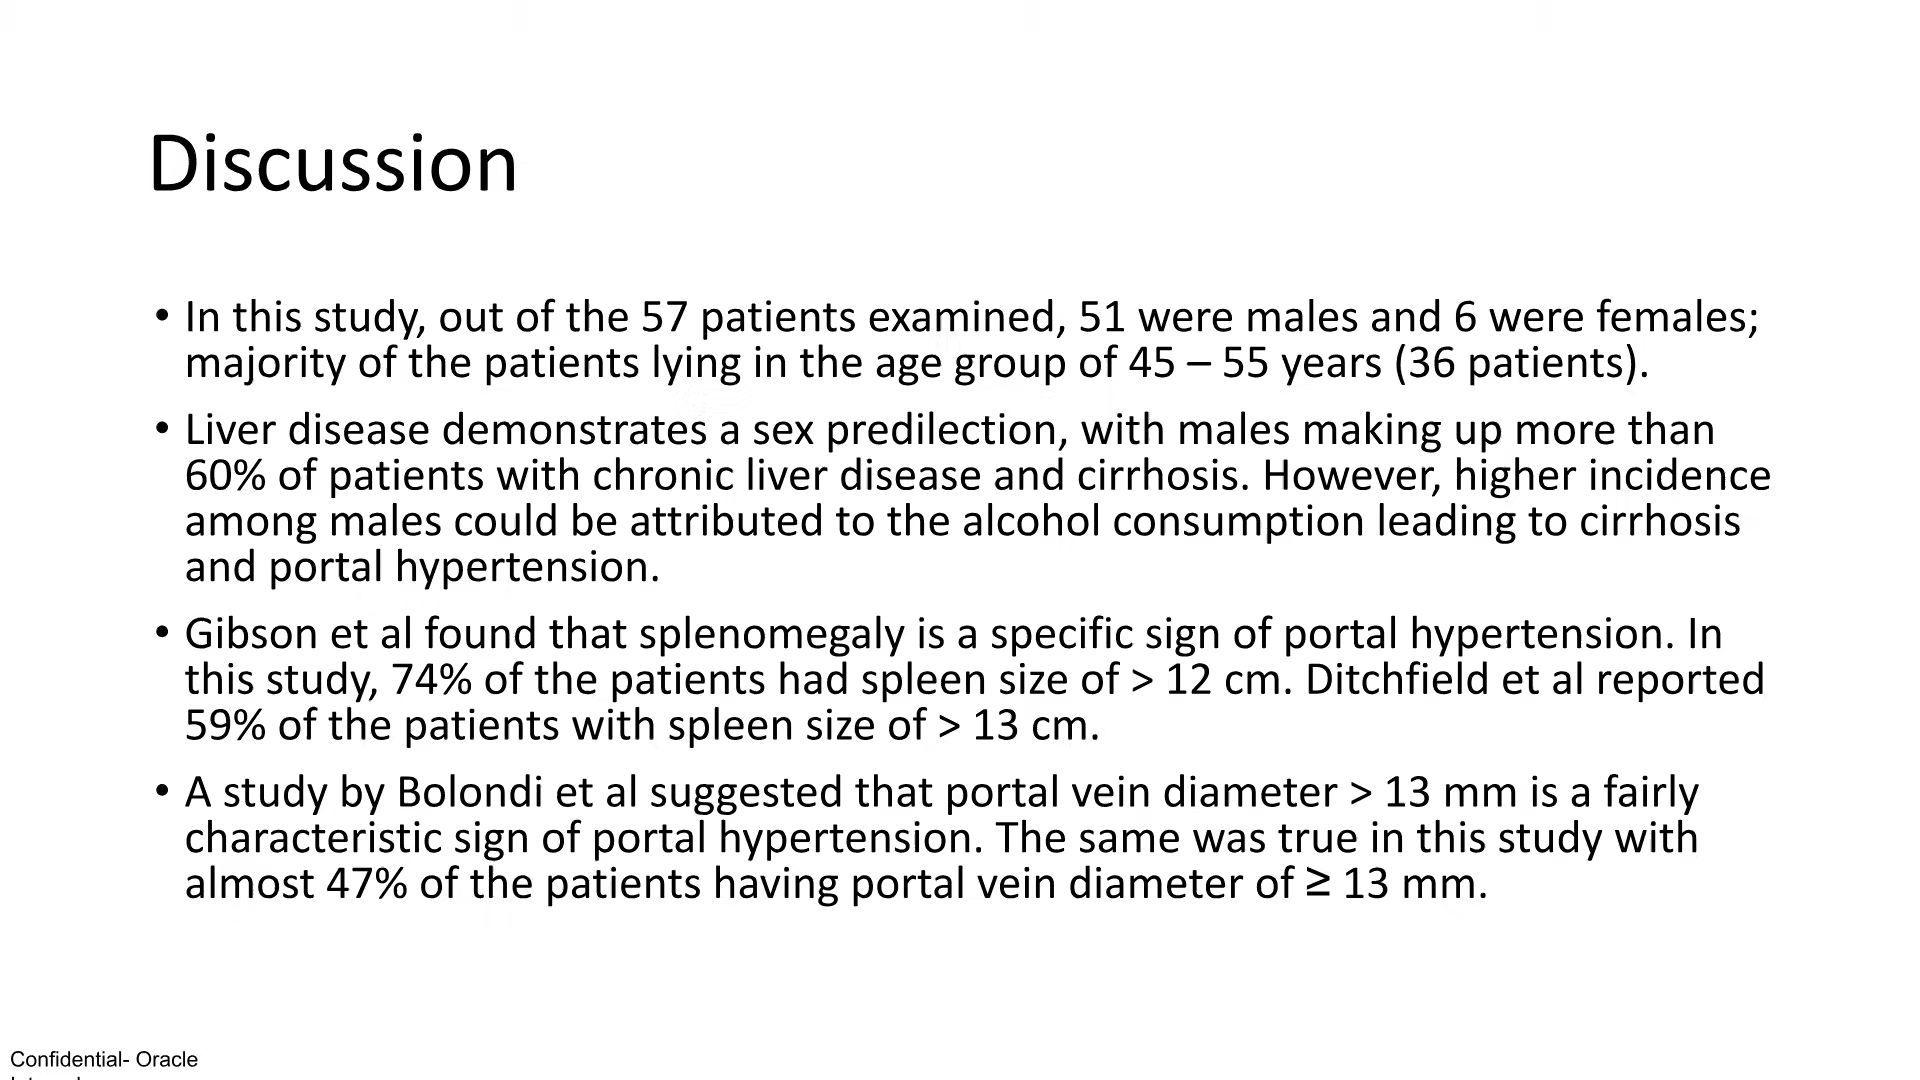 Discussion
• In this study, out of the 57 patients examined, 51 were males and 6 were females;
majority of the patients lying in the age group of 45 – 55 years (36 patients).
• Liver disease demonstrates a sex predilection, with males making up more than
60% of patients with chronic liver disease and cirrhosis. However, higher incidence
among males could be attributed to the alcohol consumption leading to cirrhosis
and portal hypertension.
• Gibson et al found that splenomegaly is a specific sign of portal hypertension. In
this study, 74% of the patients had spleen size of > 12 cm. Ditchfield et al reported
59% of the patients with spleen size of > 13 cm.
• A study by Bolondi et al suggested that portal vein diameter > 13 mm is a fairly
characteristic sign of portal hypertension. The same was true in this study with
almost 47% of the patients having portal vein diameter of ≥ 13 mm.
Confidential- Oracle